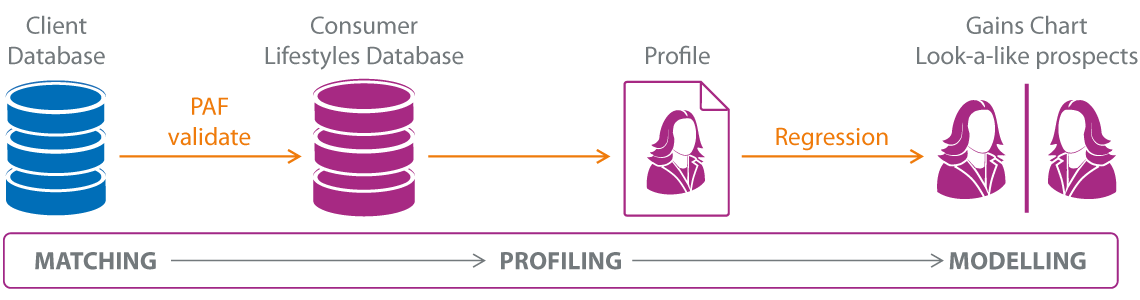 Client
Database
PAF
validate
Consumer
Lifestyles Database
Profile
Regression
Gains Chart
Look-a-like prospects
MATCHING
PROFILING
MODELLING